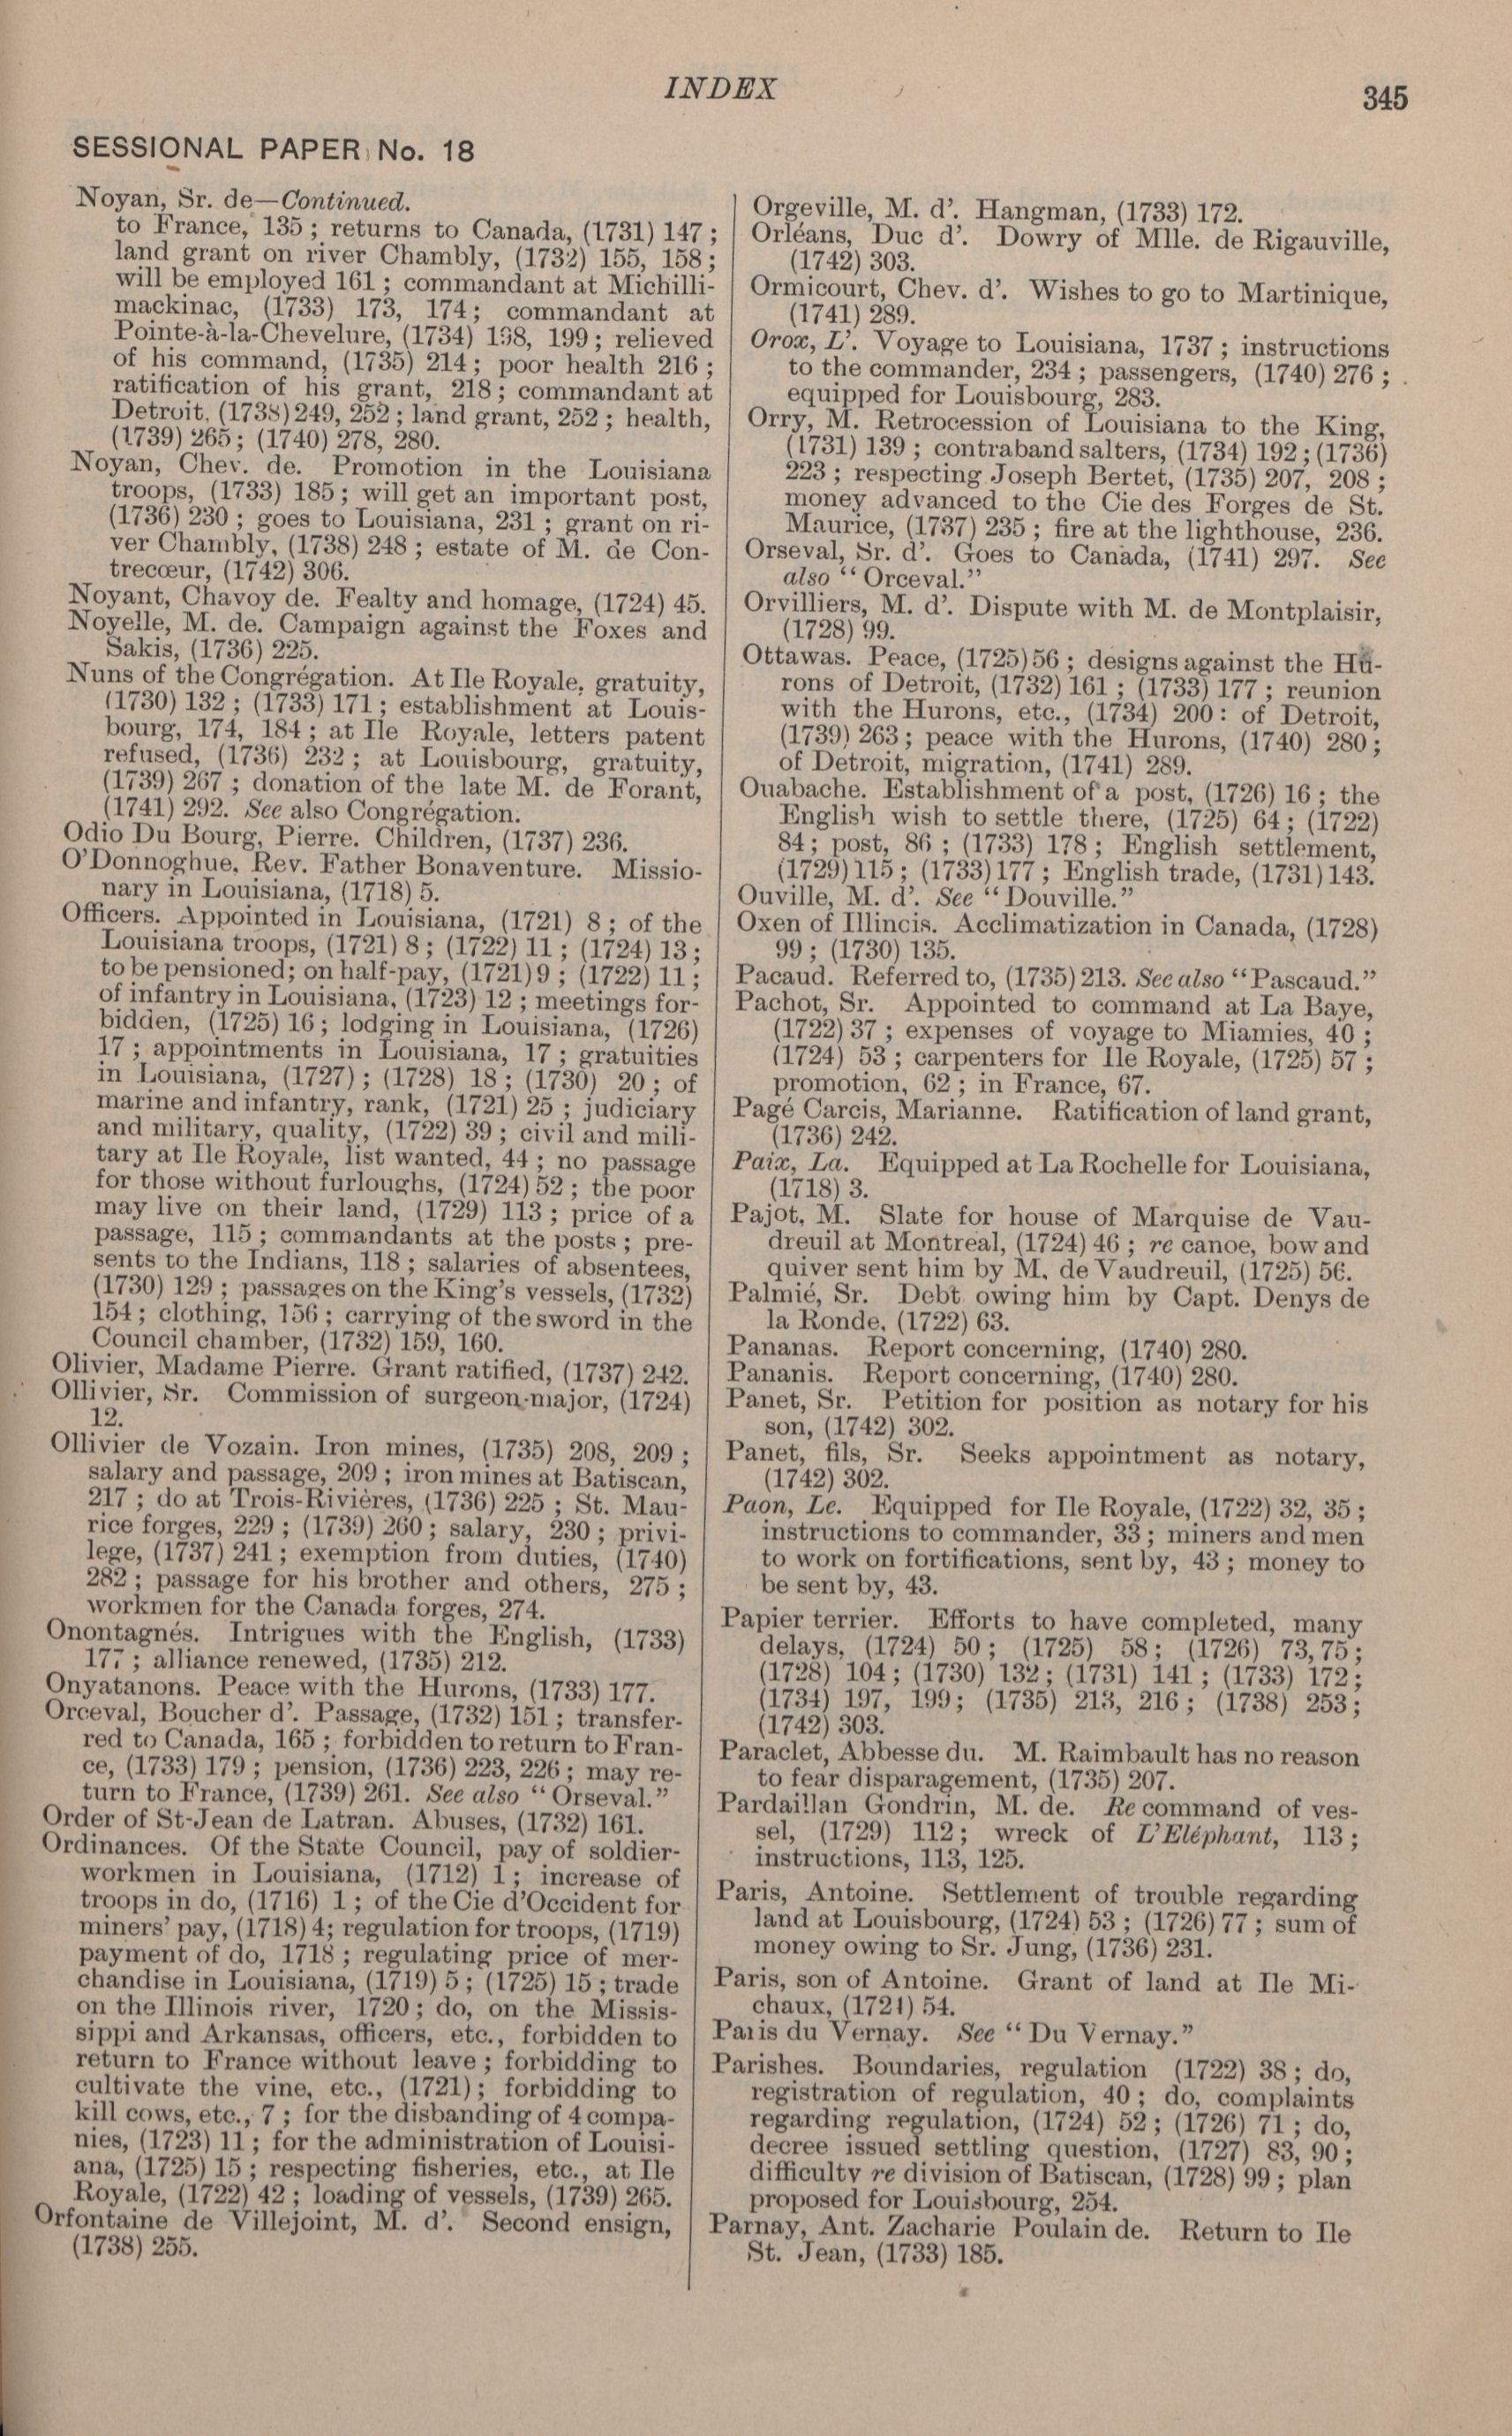 INDEX
345
SESSIONAL PAPER No. 18
Noyan, Sr. de—Continued.
to France, 135 ; returns to Canada, (1731) 147 ;
land grant on river Chambly, (1732) 155, 158 ;
will be employed 161 ; commandant at Michilli-
mackinac, (1733) 173, 174 ; commandant at
Pointe-à-la-Chevelure, (1734) 198, 199 ; relieved
of his command, (1735) 214 ; poor health 216 ;
ratification of his grant, 218 ; commandant at
Detroit, (1738) 249, 252 ; land grant, 252 ; health,
(1739) 265 ; (1740) 278, 280.
Noyan, Chev. de. Promotion in the Louisiana
troops, (1733) 185 ; will get an important post,
(1736) 230 ; goes to Louisiana, 231 ; grant on ri-
ver Chambly, (1738) 248 ; estate of M. de Con-
trecœur, (1742) 306.
Noyant, Chavoy de. Fealty and homage, (1724) 45.
Noyelle, M. de. Campaign against the Foxes and
Sakis, (1736) 225.
Nuns of the Congrégation. At Ile Royale, gratuity,
(1730) 132 ; (1733) 171 ; establishment at Louis-
bourg, 174, 184 ; at Ile Royale, letters patent
refused, (1736) 232 ; at Louisbourg, gratuity,
(1739) 267 ; donation of the late M. de Forant,
(1741) 292. See also Congrégation.
Odio Du Bourg, Pierre. Children, (1737) 236.
O'Donnoghue, Rev. Father Bonaventure. Missio-
nary in Louisiana, (1718) 5.
Officers. Appointed in Louisiana, (1721) 8 ; of the
Louisiana troops, (1721) 8 ; (1722) 11 ; (1724) 13 ;
to be pensioned; on half-pay, (1721) 9 ; (1722) 11 ;
of infantry in Louisiana, (1723) 12 ; meetings for-
bidden, (1725) 16 ; lodging in Louisiana, (1726)
17 ; appointments in Louisiana, 17 ; gratuities
in Louisiana, (1727) ; (1728) 18 ; (1730) 20 ; of
marine and infantry, rank, (1721) 25 ; judiciary
and military, quality, (1722) 39 ; civil and mili-
tary at Ile Royale, list wanted, 44 ; no passage
for those without furloughs, (1724) 52 ; the poor
may live on their land, (1729) 113 ; price of a
passage, 115 ; commandants at the posts ; pre-
sents to the Indians, 118 ; salaries of absentees,
(1730) 129 ; passages on the King's vessels, (1732)
154 ; clothing, 156 ; carrying of the sword in the
Council chamber, (1732) 159, 160.
Olivier, Madame Pierre. Grant ratified, (1737) 242.
Ollivier, Sr. Commission of surgeon-major, (1724)
12.
Ollivier de Vozain. Iron mines, (1735) 208, 209 ;
salary and passage, 209 ; iron mines at Batiscan,
217 ; do at Trois-Rivières, (1736) 225 ; St. Mau-
rice forges, 229 ; (1739) 260 ; salary, 230 ; privi-
lege, (1737) 241 ; exemption from duties, (1740)
282 ; passage for his brother and others, 275 ;
workmen for the Canada forges, 274.
Onontagnés. Intrigues with the English, (1733)
177 ; alliance renewed, (1735) 212.
Onyatanons. Peace with the Hurons, (1733) 177.
Orceval, Boucher d'. Passage, (1732) 151 ; transfer-
red to Canada, 165 ; forbidden to return to Fran-
ce, (1733) 179 ; pension, (1736) 223, 226 ; may re-
turn to France, (1739) 261. See also " Orseval."
Order of St-Jean de Latran. Abuses, (1732) 161.
Ordinances. Of the State Council, pay of soldier-
workmen in Louisiana, (1712) 1 ; increase of
troops in do, (1716) 1 ; of the Cie d'Occident for
miners' pay, (1718) 4; regulation for troops, (1719)
payment of do, 1718 ; regulating price of mer-
chandise in Louisiana, (1719) 5 ; (1725) 15 ; trade
on the Illinois river, 1720 ; do, on the Missis-
sippi and Arkansas, officers, etc., forbidden to
return to France without leave ; forbidding to
cultivate the vine, etc., (1721) ; forbidding to
kill cows, etc., 7 ; for the disbanding of 4 compa-
nies, (1723) 11 ; for the administration of Louisi-
ana, (1725) 15 ; respecting fisheries, etc., at Ile
Royale, (1722) 42 ; loading of vessels, (1739) 265.
Orfontaine de Villejoint, M. d'. Second ensign,
(1738) 255.
Orgeville, M. d'. Hangman, (1733) 172.
Orléans, Duc d'. Dowry of Mlle. de Rigauville,
(1742) 303.
Ormicourt, Chev. d'. Wishes to go to Martinique,
(1741) 289.
Orox, L'. Voyage to Louisiana, 1737 ; instructions
to the commander, 234 ; passengers, (1740) 276 ;
equipped for Louisbourg, 283.
Orry, M. Retrocession of Louisiana to the King,
(1731) 139 ; contraband salters, (1734) 192 ; (1736)
223 ; respecting Joseph Bertet, (1735) 207, 208 ;
money advanced to the Cie des Forges de St.
Maurice, (1737) 235 ; fire at the lighthouse, 236.
Orseval, Sr. d'. Goes to Canada, (1741) 297. See
also " Orceval."
Orvilliers, M. d'. Dispute with M. de Montplaisir,
(1728) 99.
Ottawas. Peace, (1725) 56 ; designs against the Hu-
rons of Detroit, (1732) 161 ; (1733) 177 ; reunion
with the Hurons, etc., (1734) 200 : of Detroit,
(1739) 263 ; peace with the Hurons, (1740) 280 ;
of Detroit, migration, (1741) 289.
Ouabache. Establishment of a post, (1726) 16 ; the
English wish to settle there, (1725) 64 ; (1722)
84 ; post, 86 ; (1733) 178 ; English settlement,
(1729) 115 ; (1733) 177 ; English trade, (1731) 143.
Ouville, M. d'. See " Douville."
Oxen of Illincis. Acclimatization in Canada, (1728)
99 ; (1730) 135.
Pacaud. Referred to, (1735) 213. See also "Pascaud."
Pachot, Sr. Appointed to command at La Baye,
(1722) 37 ; expenses of voyage to Miamies, 40 ;
(1724) 53 ; carpenters for Ile Royale, (1725) 57 ;
promotion, 62 ; in France, 67.
Pagé Carcis, Marianne. Ratification of land grant,
(1736) 242.
Paix, La. Equipped at La Rochelle for Louisiana,
(1718) 3.
Pajot, M. Slate for house of Marquise de Vau-
dreuil at Montreal, (1724) 46 ; re canoe, bow and
quiver sent him by M. de Vaudreuil, (1725) 56.
Palmié, Sr. Debt owing him by Capt. Denys de
la Ronde, (1722) 63.
Pananas. Report concerning, (1740) 280.
Pananis. Report concerning, (1740) 280.
Panet, Sr. Petition for position as notary for his
son, (1742) 302.
Panet, fils, Sr. Seeks appointment as notary,
(1742) 302.
Paon, Le. Equipped for Ile Royale, (1722) 32, 35 ;
instructions to commander, 33 ; miners and men
to work on fortifications, sent by, 43 ; money to
be sent by, 43.
Papier terrier. Efforts to have completed, many
delays, (1724) 50 ; (1725) 58 ; (1726) 73, 75 ;
(1728) 104 ; (1730) 132 ; (1731) 141 ; (1733) 172 ;
(1734) 197, 199 ; (1735) 213, 216 ; (1738) 253 ;
(1742) 303.
Paraclet, Abbesse du. M. Raimbault has no reason
to fear disparagement, (1735) 207.
Pardaillan Gondrin, M. de. Re command of ves-
sel, (1729) 112 ; wreck of L'Eléphant, 113 ;
instructions, 113, 125.
Paris, Antoine. Settlement of trouble regarding
land at Louisbourg, (1724) 53 ; (1726) 77 ; sum of
money owing to Sr. Jung, (1736) 231.
Paris, son of Antoine. Grant of land at Ile Mi-
chaux, (1724) 54.
Paris du Vernay. See " Du Vernay."
Parishes. Boundaries, regulation (1722) 38 ; do,
registration of regulation, 40 ; do, complaints
regarding regulation, (1724) 52 ; (1726) 71 ; do,
decree issued settling question, (1727) 83, 90 ;
difficulty re division of Batiscan, (1728) 99 ; plan
proposed for Louisbourg, 254.
Parnay, Ant. Zacharie Poulain de. Return to Ile
St. Jean, (1733) 185.